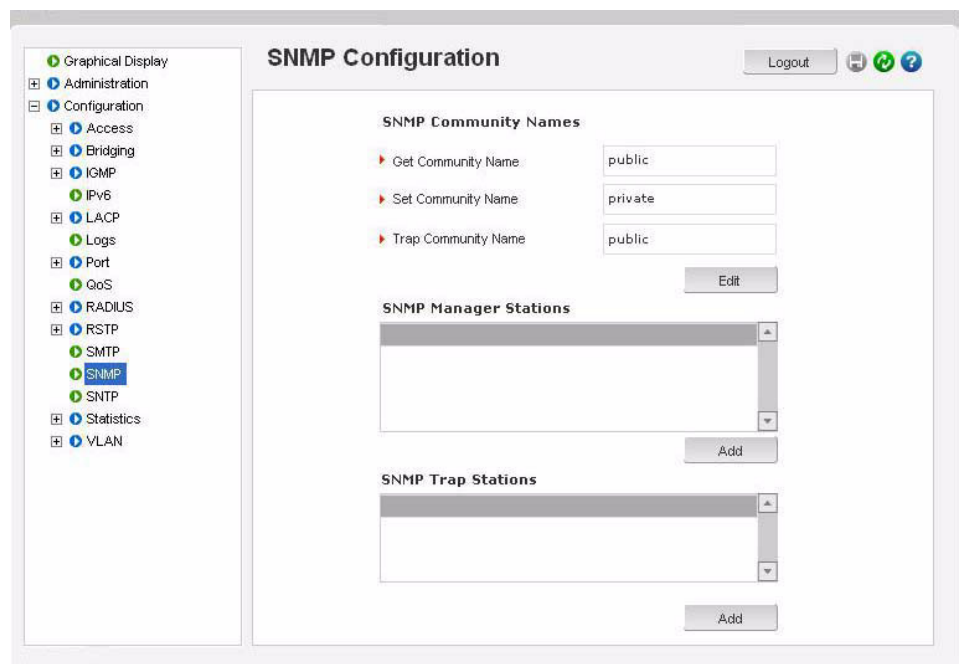 SNMP Configuration
Logout
Graphical Display
Administration
Configuration
Access
Bridging
IGMP
IPv6
LACP
Logs
Port
QoS
RADIUS
RSTP
SMTP
SNMP
SNTP
Statistics
VLAN
SNMP Community Names
Get Community Name public
Set Community Name private
Trap Community Name public
Edit
SNMP Manager Stations
Add
SNMP Trap Stations
Add